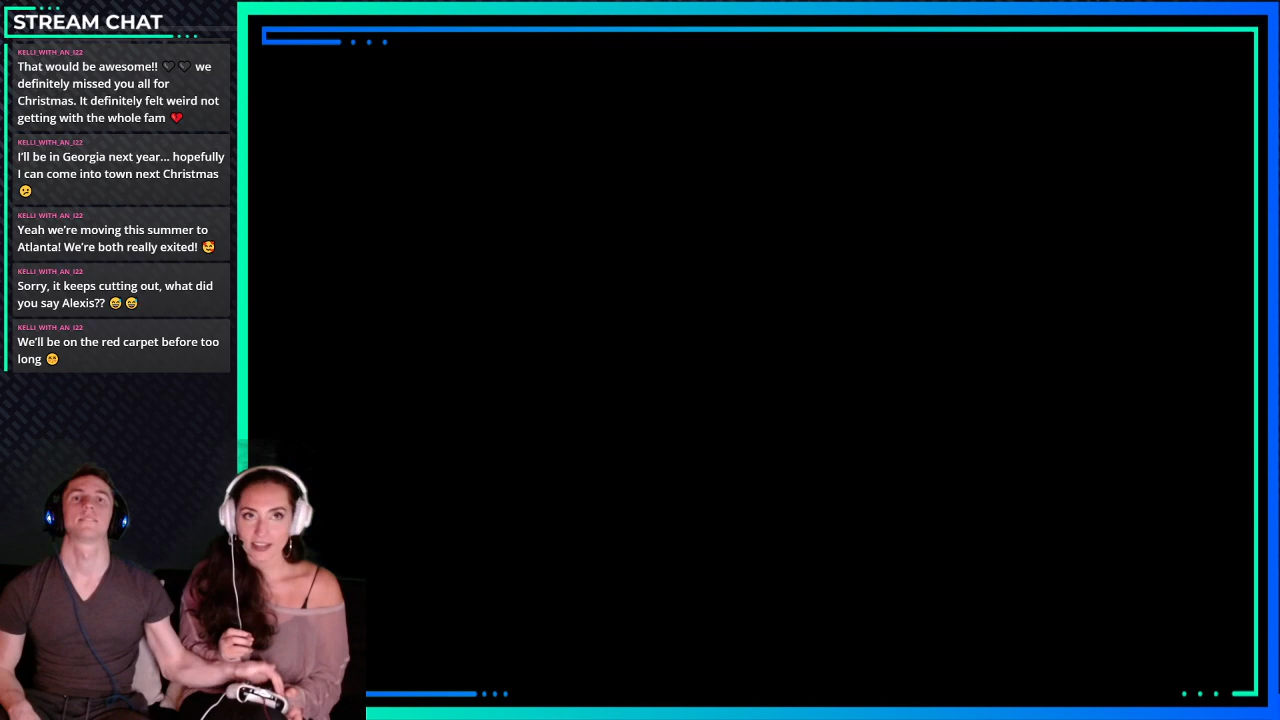 STREAM CHAT
KELLI_WITH_AN_I22
That would be awesome!! 🖤 🖤 we
definitely missed you all for
Christmas. It definitely felt weird not
getting with the whole fam 💔
KELLI_WITH_AN_I22
I'll be in Georgia next year... hopefully
I can come into town next Christmas
😕
KELLI_WITH_AN_I22
Yeah we're moving this summer to
Atlanta! We're both really exited! 🥰
KELLI_WITH_AN_I22
Sorry, it keeps cutting out, what did
you say Alexis?? 😅 😅
KELLI_WITH_AN_I22
We'll be on the red carpet before too
long 😁